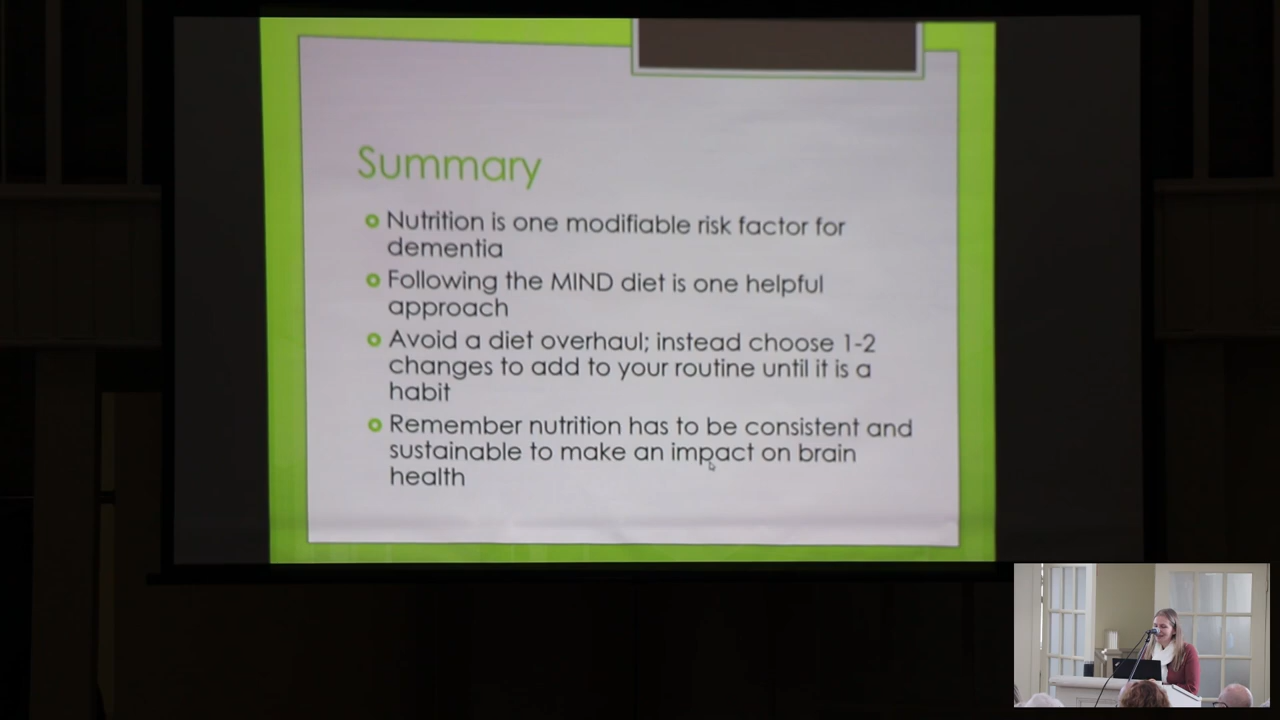 Summary
Nutrition is one modifiable risk factor for
dementia
Following the MIND diet is one helpful
approach
Avoid a diet overhaul; instead choose 1-2
changes to add to your routine until it is a
habit
Remember nutrition has to be consistent and
sustainable to make an impact on brain
health